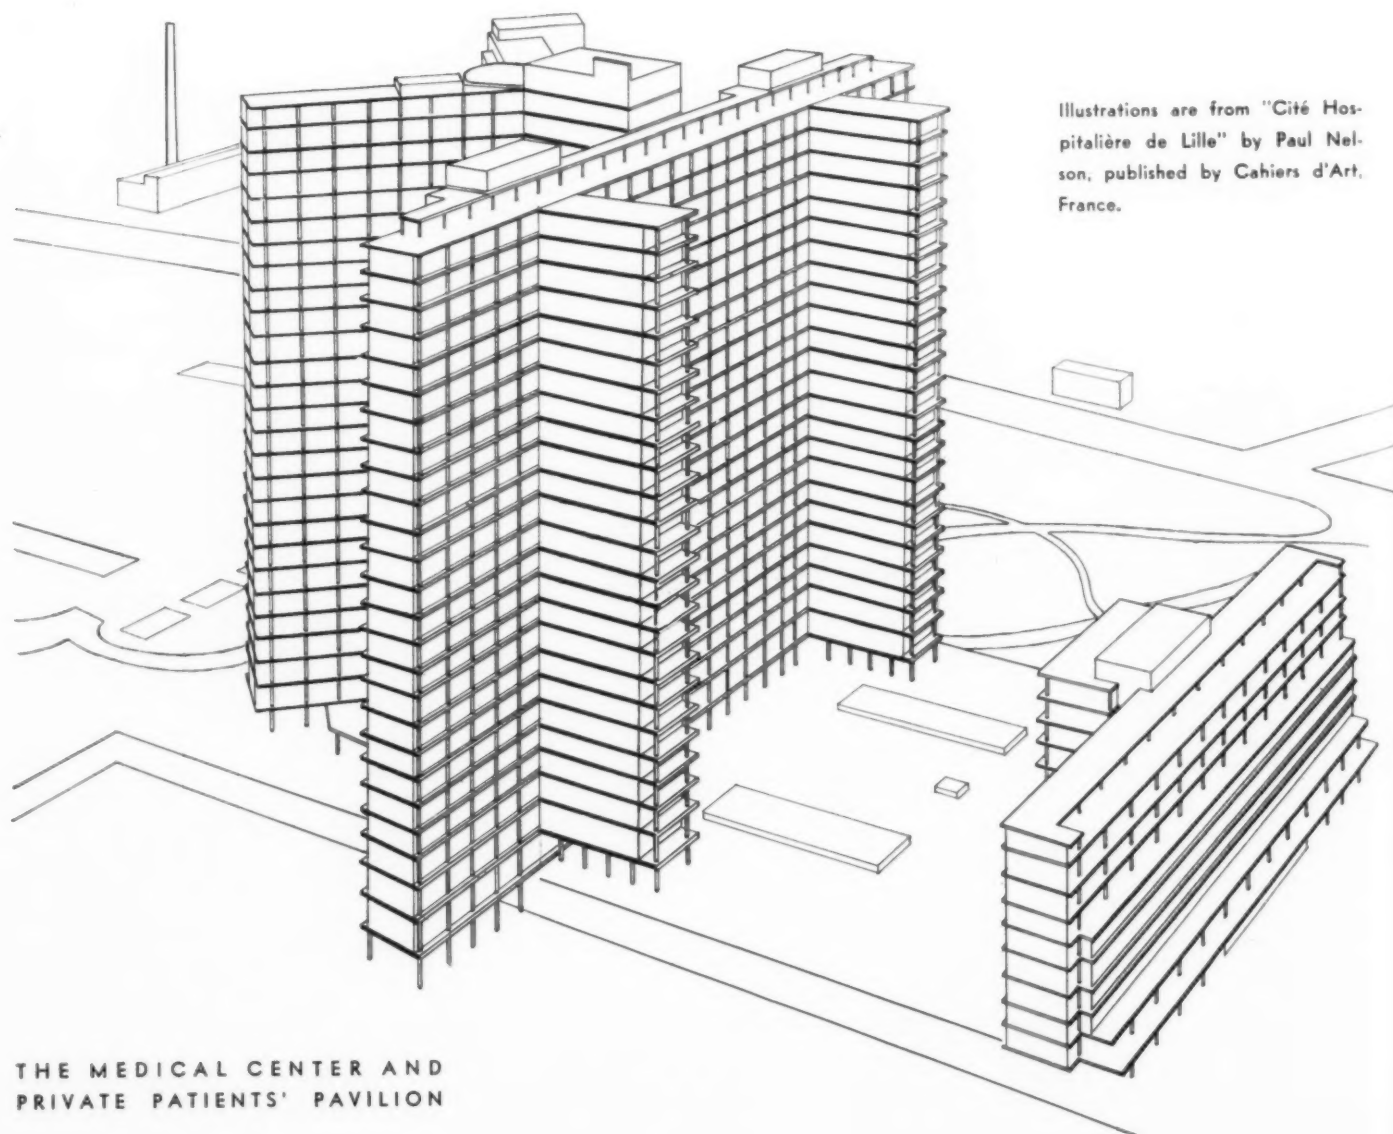 Illustrations are from "Cité Hos-
pitalière de Lille" by Paul Nel-
son, published by Cahiers d'Art,
France.
THE MEDICAL CENTER AND
PRIVATE PATIENTS' PAVILION